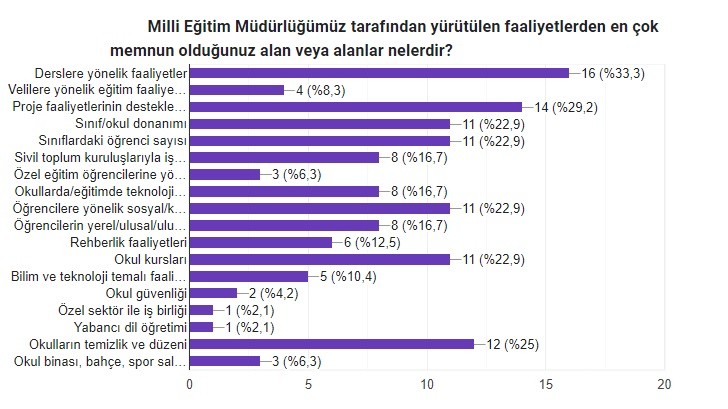 Milli Eğitim Müdürlüğümüz tarafından yürütülen faaliyetlerden en çok
memnun olduğunuz alan veya alanlar nelerdir?
Derslere yönelik faaliyetler 16 (%33,3)
Velilere yönelik eğitim faaliye… 4 (%8,3)
Proje faaliyetlerinin destekle… 14 (%29,2)
Sınıf/okul donanımı 11 (%22,9)
Sınıflardaki öğrenci sayısı 11 (%22,9)
Sivil toplum kuruluşlarıyla iş… 8 (%16,7)
Özel eğitim öğrencilerine yö… 3 (%6,3)
Okullarda/eğitimde teknoloji… 8 (%16,7)
Öğrencilere yönelik sosyal/k… 11 (%22,9)
Öğrencilerin yerel/ulusal/ulu… 8 (%16,7)
Rehberlik faaliyetleri 6 (%12,5)
Okul kursları 11 (%22,9)
Bilim ve teknoloji temalı faali… 5 (%10,4)
Okul güvenliği 2 (%4,2)
Özel sektör ile iş birliği 1 (%2,1)
Yabancı dil öğretimi 1 (%2,1)
Okulların temizlik ve düzeni 12 (%25)
Okul binası, bahçe, spor sal… 3 (%6,3)
0 5 10 15 20